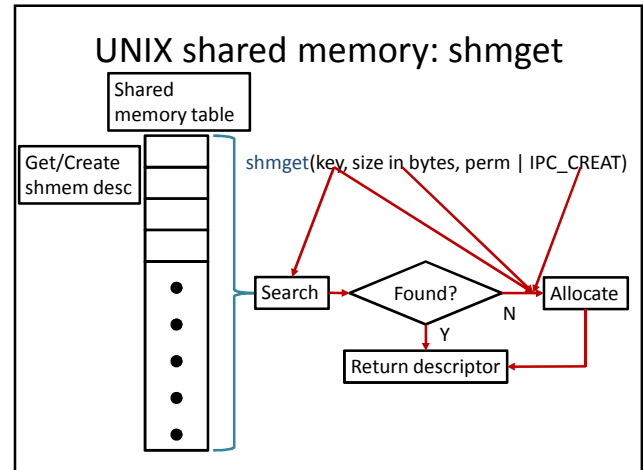 UNIX shared memory: shmget
Shared
memory table
Get/Create
shmem desc
shmget(key, size in bytes, perm | IPC_CREAT)
Search
Found?
N
Allocate
Y
Return descriptor